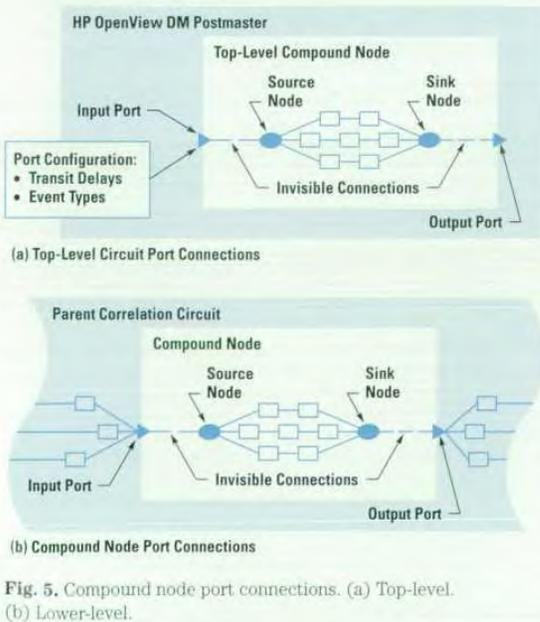 HP OpenView DM Postmaster
Top-Level Compound Node
Source
Node
Sink
Node
Input Port
Port Configuration:
• Transit Delays
• Event Types
Invisible Connections
Output Port
(a) Top-Level Circuit Port Connections
Parent Correlation Circuit
Compound Node
Source
Node
Sink
Node
Input Port
Invisible Connections
Output Port
(b) Compound Node Port Connections
Fig. 5. Compound node port connections. (a) Top-level.
(b) Lower-level.